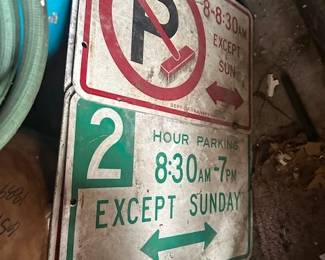 P
8-8:30AM
EXCEPT
SUN
2
HOUR PARKING
8:30AM-7PM
EXCEPT SUNDAY